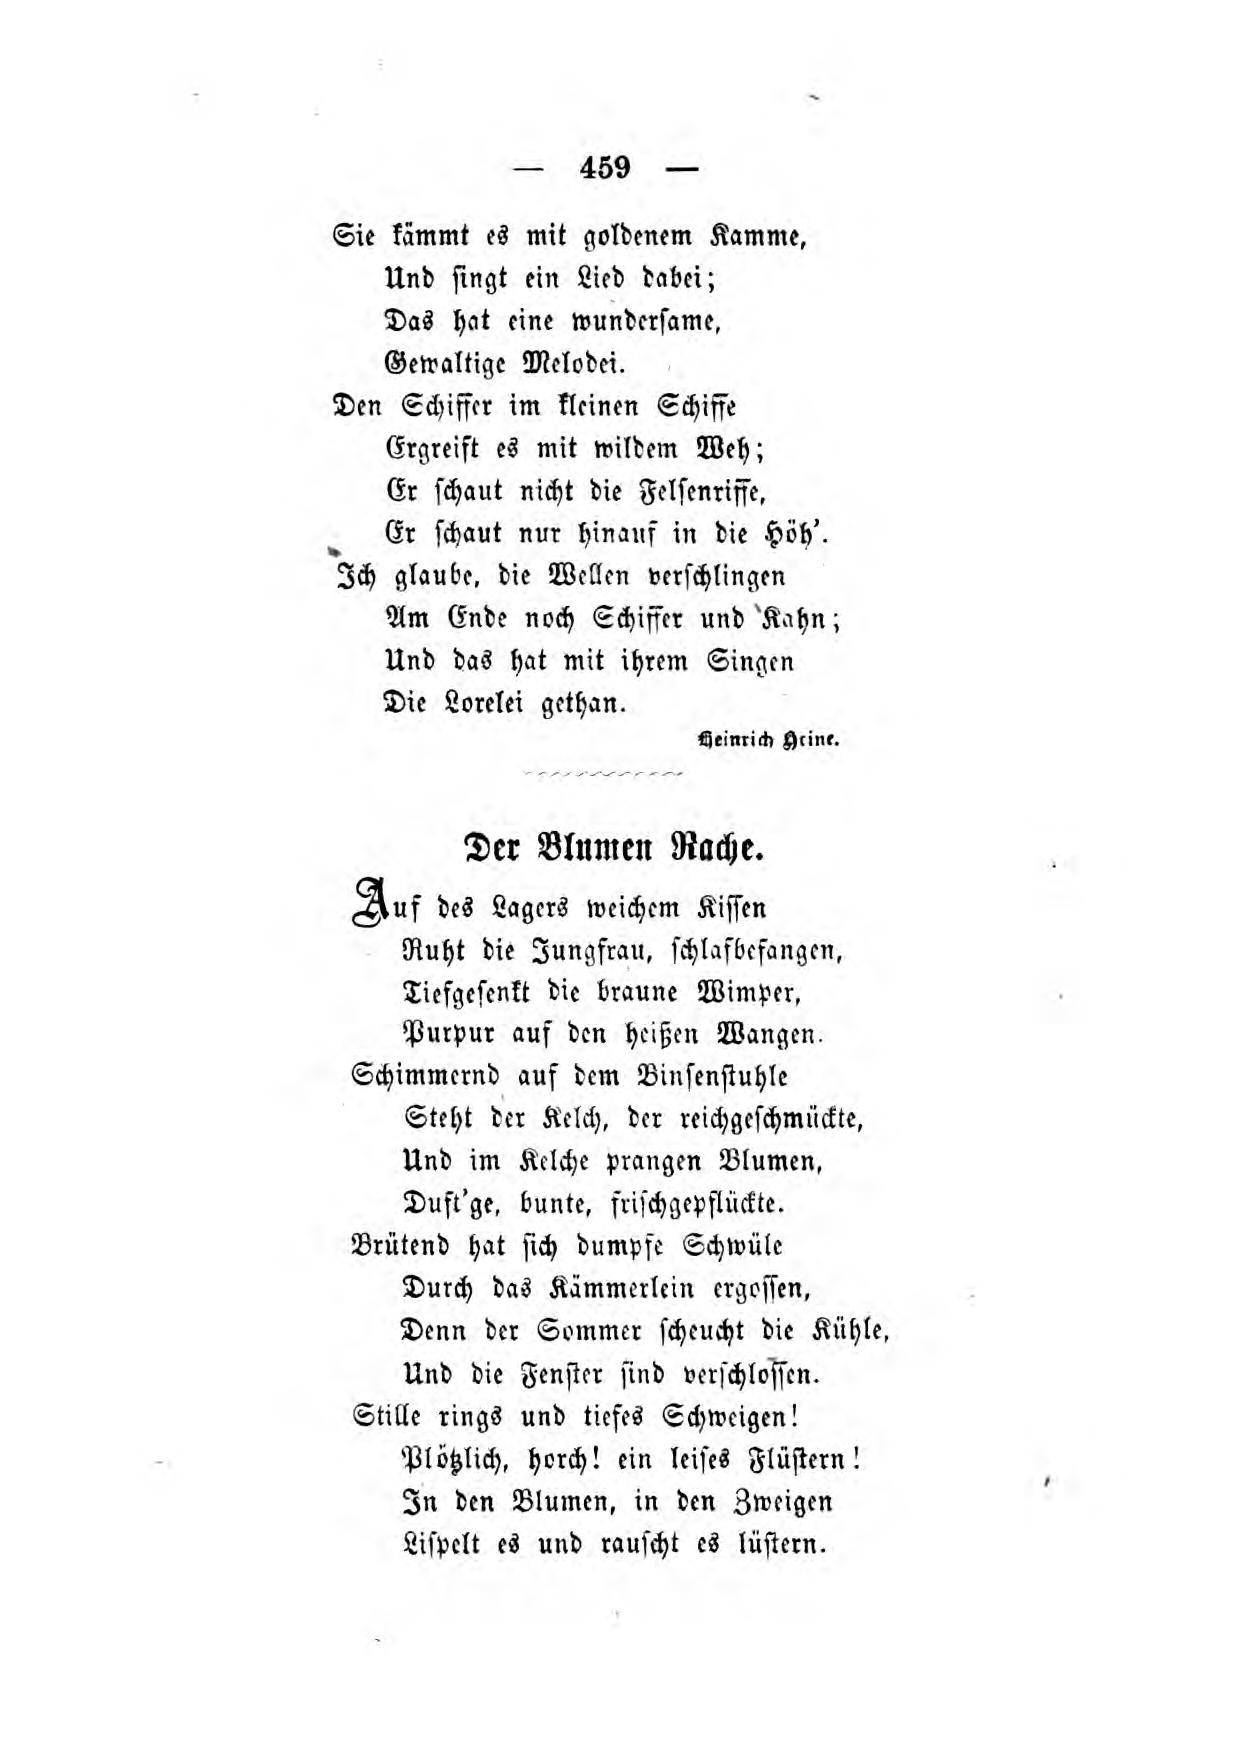 — 459 —
Sie kämmt es mit goldenem Kamme,
Und ſingt ein Lied dabei;
Das hat eine wunderſame,
Gewaltige Melodei.
Den Schiffer im kleinen Schiffe
Ergreift es mit wildem Weh;
Er ſchaut nicht die Felſenriffe,
Er ſchaut nur hinauf in die Höh’.
Ich glaube, die Wellen verſchlingen
Am Ende noch Schiffer und Kahn;
Und das hat mit ihrem Singen
Die Lorelei gethan.
Heinrich Heine.
Der Blumen Rache.
Auf des Lagers weichem Kiſſen
Ruht die Jungfrau, ſchlafbefangen,
Tiefgeſenkt die braune Wimper,
Purpur auf den heißen Wangen.
Schimmernd auf dem Binſenſtuhle
Steht der Kelch, der reichgeſchmückte,
Und im Kelche prangen Blumen,
Duft’ge, bunte, friſchgepflückte.
Brütend hat ſich dumpfe Schwüle
Durch das Kämmerlein ergoſſen,
Denn der Sommer ſcheucht die Kühle,
Und die Fenſter ſind verſchloſſen.
Stille rings und tiefes Schweigen!
Plötzlich, horch! ein leiſes Flüſtern!
In den Blumen, in den Zweigen
Liſpelt es und rauſcht es lüſtern.